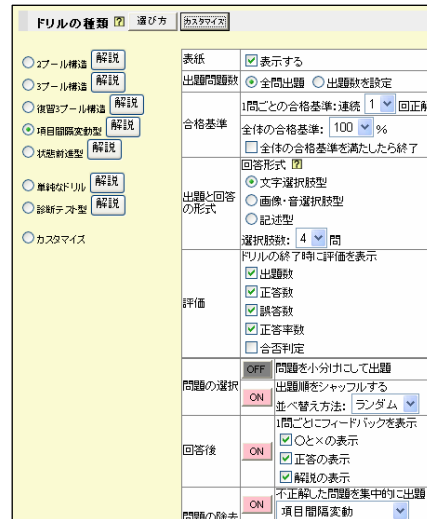 ドリルの種類 ? 選び方 カスタマイズ
2プール構造 解説
3プール構造 解説
復習3プール構造 解説
項目間隔変動型 解説
状態前進型 解説
単純なドリル 解説
診断テスト型 解説
カスタマイズ
表紙 表示する
出題問題数 全問出題 出題数を設定
合格基準
1問ごとの合格基準:連続 1 回正解
全体の合格基準: 100 %
全体の合格基準を満たしたら終了
出題と回答の形式
回答形式 ?
文字選択肢型
画像・音選択肢型
記述型
選択肢数: 4 問
評価
ドリルの終了時に評価を表示
出題数
正答数
誤答数
正答率数
合否判定
問題の選択
OFF 問題を小分けにして出題
ON 出題順をシャッフルする
並べ替え方法: ランダム
回答後 ON
1問ごとにフィードバックを表示
○と×の表示
正答の表示
解説の表示
問題の除去
ON 不正解した問題を集中的に出題
項目間隔変動